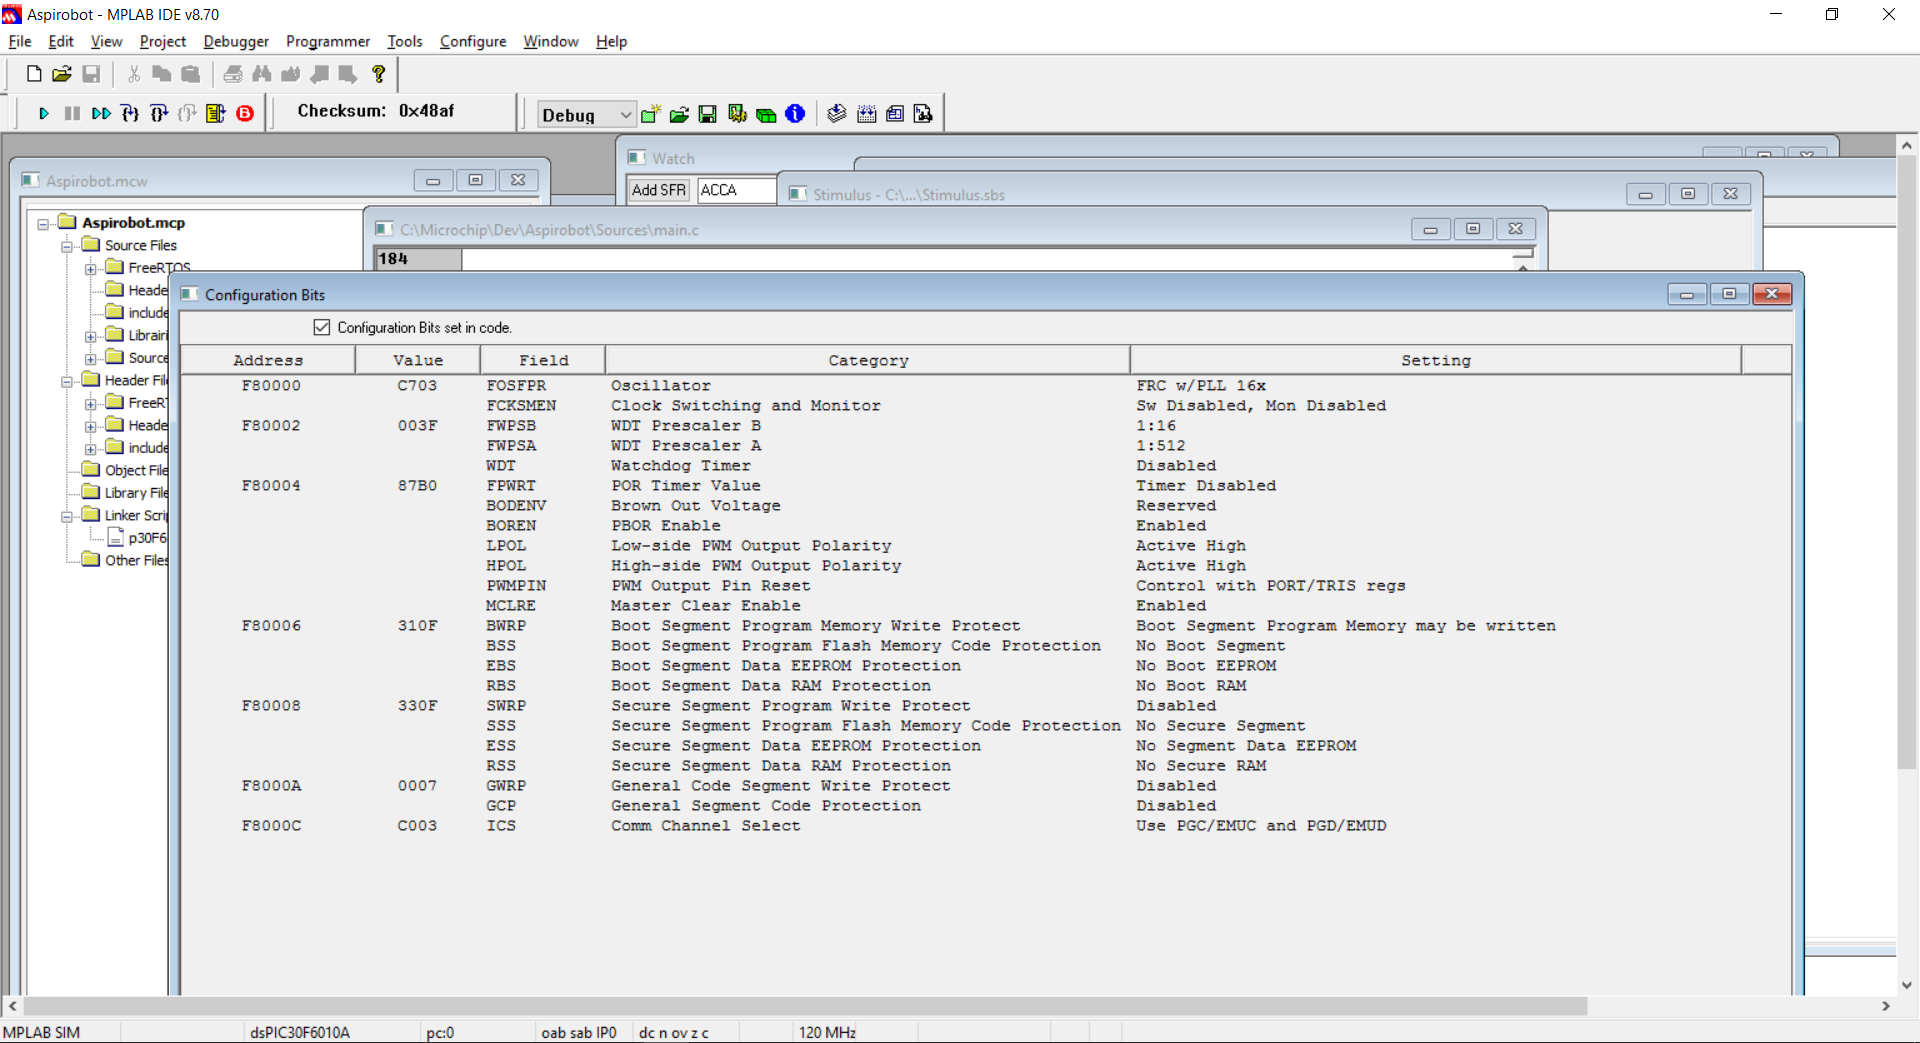 Aspirobot - MPLAB IDE v8.70
File Edit View Project Debugger Programmer Tools Configure Window Help
Checksum: 0x48af
Debug
Watch
Aspirobot.mcw
Add SFR ACCA
Stimulus - C:\...\Stimulus.sbs
Aspirobot.mcp
C:\Microchip\Dev\Aspirobot\Sources\main.c
Source Files
184
FreeRTOS
Heade
include
Librairi
Source
Header File
FreeRT
Heade
include
Object File
Library File
Linker Scrip
p30F6
Other Files
Configuration Bits
Configuration Bits set in code.
Address Value Field Category Setting
F80000 C703 FOSFPR Oscillator FRC w/PLL 16x
FCKSMEN Clock Switching and Monitor Sw Disabled, Mon Disabled
F80002 003F FWPSB WDT Prescaler B 1:16
FWPSA WDT Prescaler A 1:512
WDT Watchdog Timer Disabled
F80004 87B0 FPWRT POR Timer Value Timer Disabled
BODENV Brown Out Voltage Reserved
BOREN PBOR Enable Enabled
LPOL Low-side PWM Output Polarity Active High
HPOL High-side PWM Output Polarity Active High
PWMPIN PWM Output Pin Reset Control with PORT/TRIS regs
MCLRE Master Clear Enable Enabled
F80006 310F BWRP Boot Segment Program Memory Write Protect Boot Segment Program Memory may be written
BSS Boot Segment Program Flash Memory Code Protection No Boot Segment
EBS Boot Segment Data EEPROM Protection No Boot EEPROM
RBS Boot Segment Data RAM Protection No Boot RAM
F80008 330F SWRP Secure Segment Program Write Protect Disabled
SSS Secure Segment Program Flash Memory Code Protection No Secure Segment
ESS Secure Segment Data EEPROM Protection No Segment Data EEPROM
RSS Secure Segment Data RAM Protection No Secure RAM
F8000A 0007 GWRP General Code Segment Write Protect Disabled
GCP General Segment Code Protection Disabled
F8000C C003 ICS Comm Channel Select Use PGC/EMUC and PGD/EMUD
MPLAB SIM dsPIC30F6010A pc:0 oab sab IP0 dc n ov z c 120 MHz